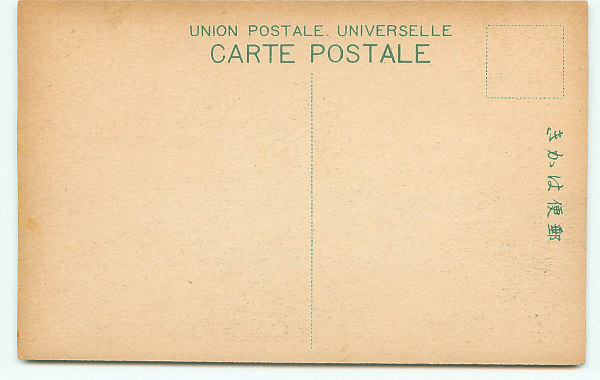 UNION POSTALE. UNIVERSELLE
CARTE POSTALE
きかは便郵